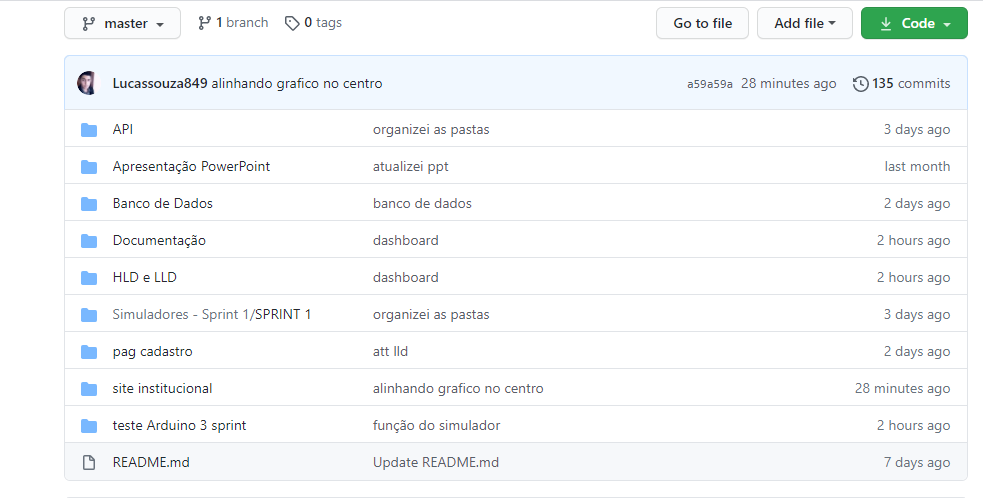 master 1 branch 0 tags Go to file Add file Code
Lucassouza849 alinhando grafico no centro a59a59a 28 minutes ago 135 commits
API organizei as pastas 3 days ago
Apresentação PowerPoint atualizei ppt last month
Banco de Dados banco de dados 2 days ago
Documentação dashboard 2 hours ago
HLD e LLD dashboard 2 hours ago
Simuladores - Sprint 1/SPRINT 1 organizei as pastas 3 days ago
pag cadastro att lld 2 days ago
site institucional alinhando grafico no centro 28 minutes ago
teste Arduino 3 sprint função do simulador 2 hours ago
README.md Update README.md 7 days ago